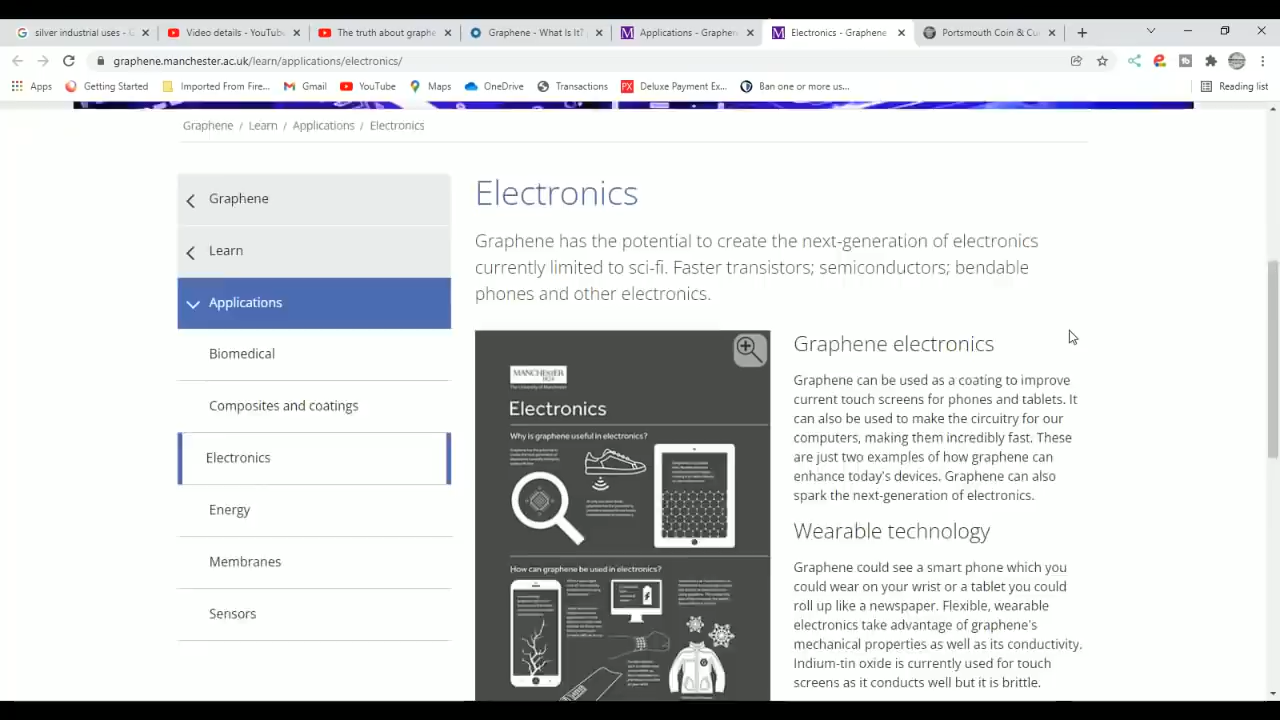 silver industrial uses - G
Video details - YouTube
The truth about graphe
Graphene - What Is It?
Applications - Graphen
Electronics - Graphene
Portsmouth Coin & Cu
graphene.manchester.ac.uk/learn/applications/electronics/
Apps
Getting Started
Imported From Fire...
Gmail
YouTube
Maps
OneDrive
Transactions
Deluxe Payment Ex...
Ban one or more us...
Reading list
Graphene / Learn / Applications / Electronics
Graphene
Learn
Applications
Biomedical
Composites and coatings
Electronics
Energy
Membranes
Sensors
Electronics
Graphene has the potential to create the next-generation of electronics
currently limited to sci-fi. Faster transistors; semiconductors; bendable
phones and other electronics.
MANCHESTER
1824
The University of Manchester
Electronics
Why is graphene useful in electronics?
How can graphene be used in electronics?
Graphene electronics
Graphene can be used as a coating to improve
current touch screens for phones and tablets. It
can also be used to make the circuitry for our
computers, making them incredibly fast. These
are just two examples of how graphene can
enhance today's devices. Graphene can also
spark the next-generation of electronics.
Wearable technology
Graphene could see a smart phone which you
could wear on your wrist or a tablet you could
roll up like a newspaper. Flexible, wearable
electronics take advantage of graphene's
mechanical properties as well as its conductivity.
Indium-tin oxide is currently used for touch
screens as it conducts well but it is brittle.